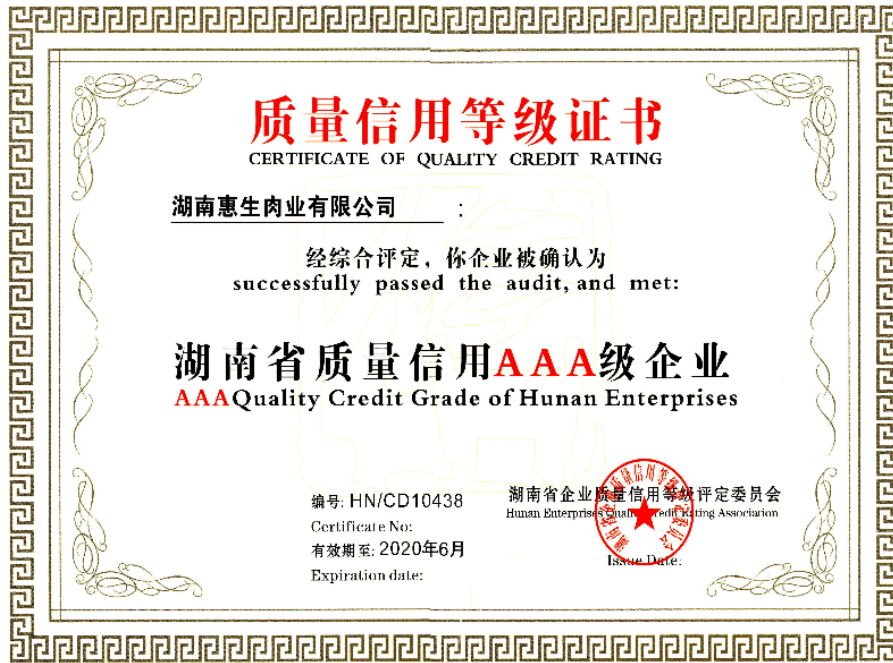 质量信用等级证书
CERTIFICATE OF QUALITY CREDIT RATING
湖南惠生肉业有限公司 :
经综合评定，你企业被确认为
successfully passed the audit, and met:
湖南省质量信用AAA级企业
AAAQuality Credit Grade of Hunan Enterprises
编号: HN/CD10438
Certificate No:
有效期至: 2020年6月
Expiration date:
湖南省企业质量信用等级评定委员会
Hunan Enterprises Quality Credit Rating Association
Issue Date: